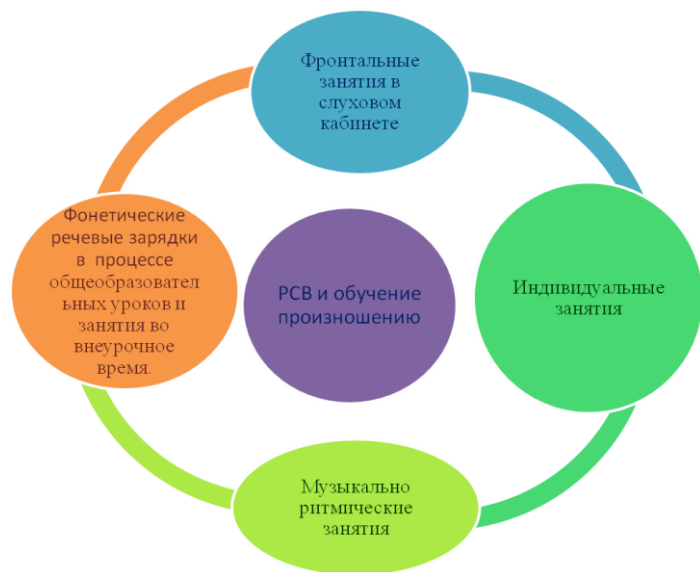 Фронтальные
занятия в
слуховом
кабинете
Фонетические
речевые зарядки
в процессе
общеобразовател
ьных уроков и
занятия во
внеурочное
время.
РСВ и обучение
произношению
Индивидуальные
занятия
Музыкально
ритмические
занятия